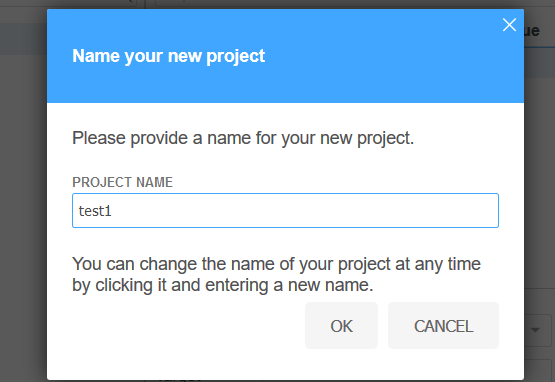 ue
Name your new project
Please provide a name for your new project.
PROJECT NAME
test1
You can change the name of your project at any time
by clicking it and entering a new name.
OK CANCEL